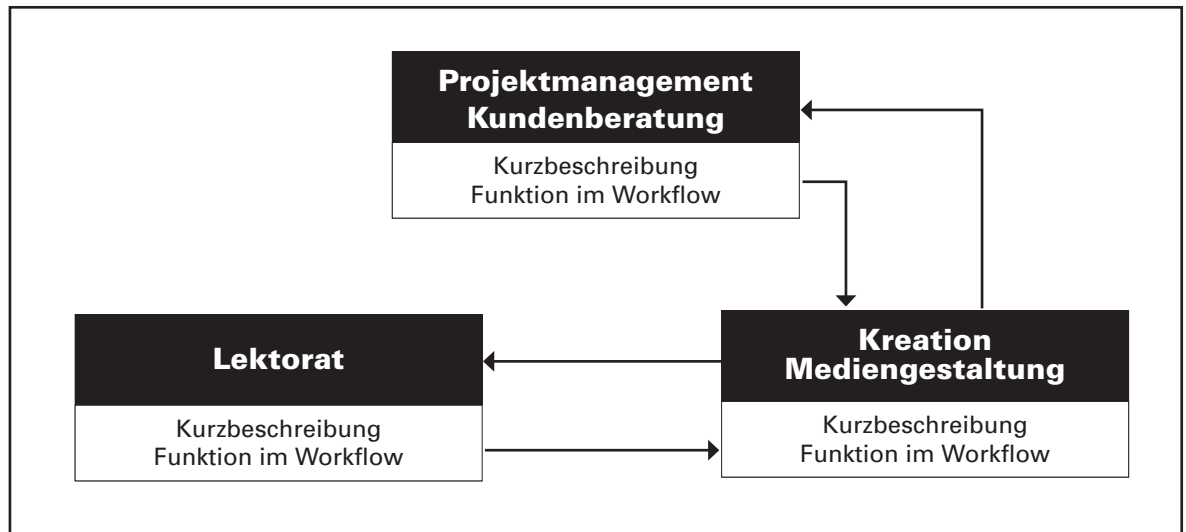 Projektmanagement
Kundenberatung
Kurzbeschreibung
Funktion im Workflow
Lektorat
Kurzbeschreibung
Funktion im Workflow
Kreation
Mediengestaltung
Kurzbeschreibung
Funktion im Workflow